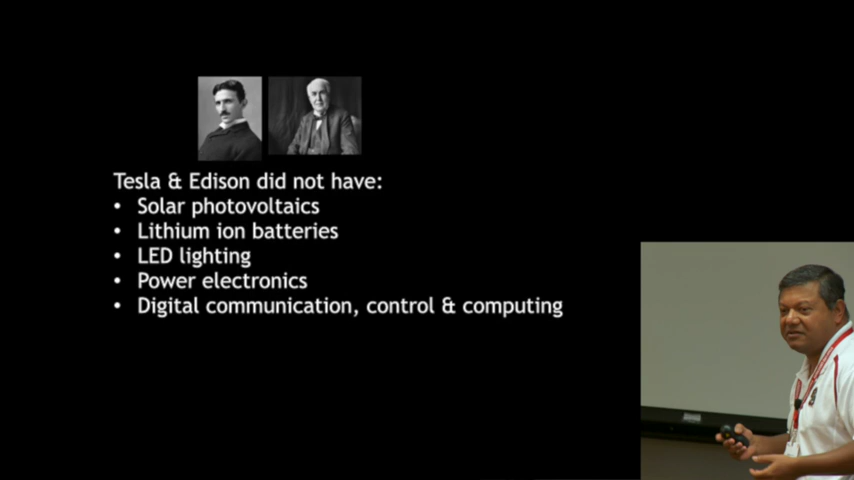 Tesla & Edison did not have:
• Solar photovoltaics
• Lithium ion batteries
• LED lighting
• Power electronics
• Digital communication, control & computing